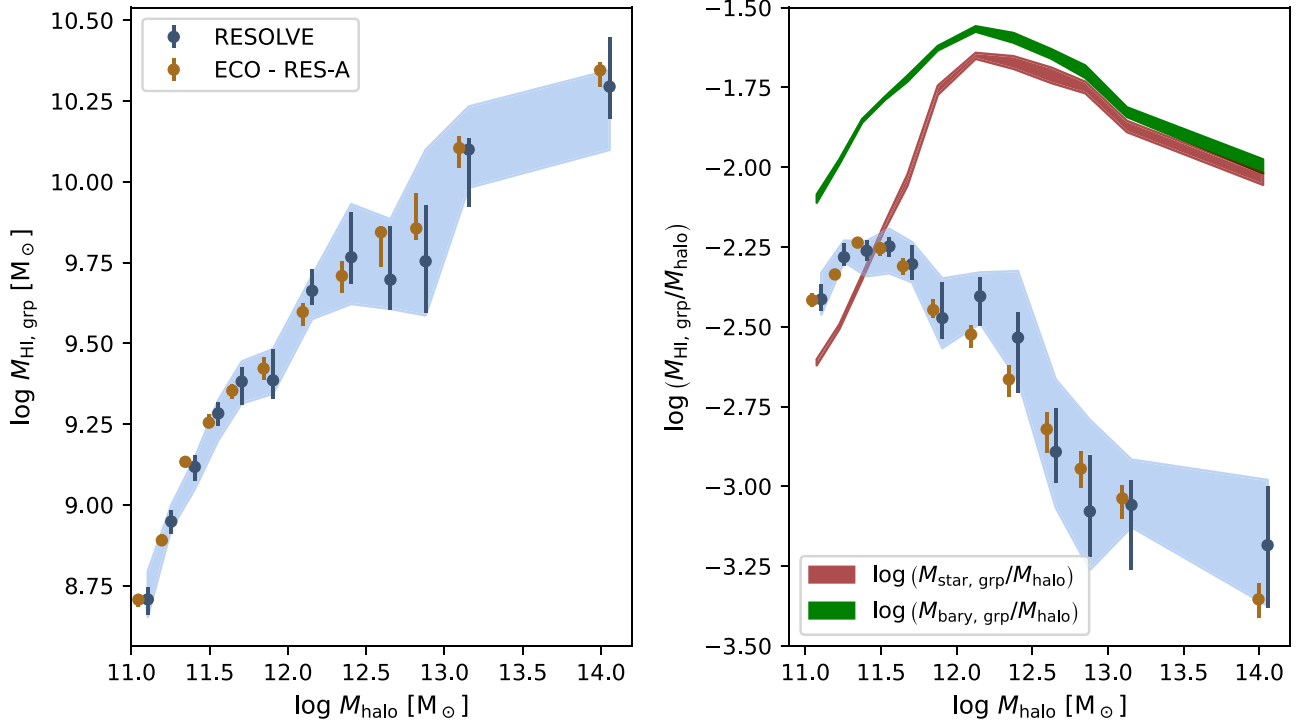 10.50
10.25
10.00
9.75
9.50
9.25
9.00
8.75
log M_HI, grp [M_⊙]
RESOLVE
ECO - RES-A
11.0 11.5 12.0 12.5 13.0 13.5 14.0
log M_halo [M_⊙]
−1.50
−1.75
−2.00
−2.25
−2.50
−2.75
−3.00
−3.25
−3.50
log (M_HI, grp/M_halo)
log (M_star, grp/M_halo)
log (M_bary, grp/M_halo)
11.0 11.5 12.0 12.5 13.0 13.5 14.0
log M_halo [M_⊙]